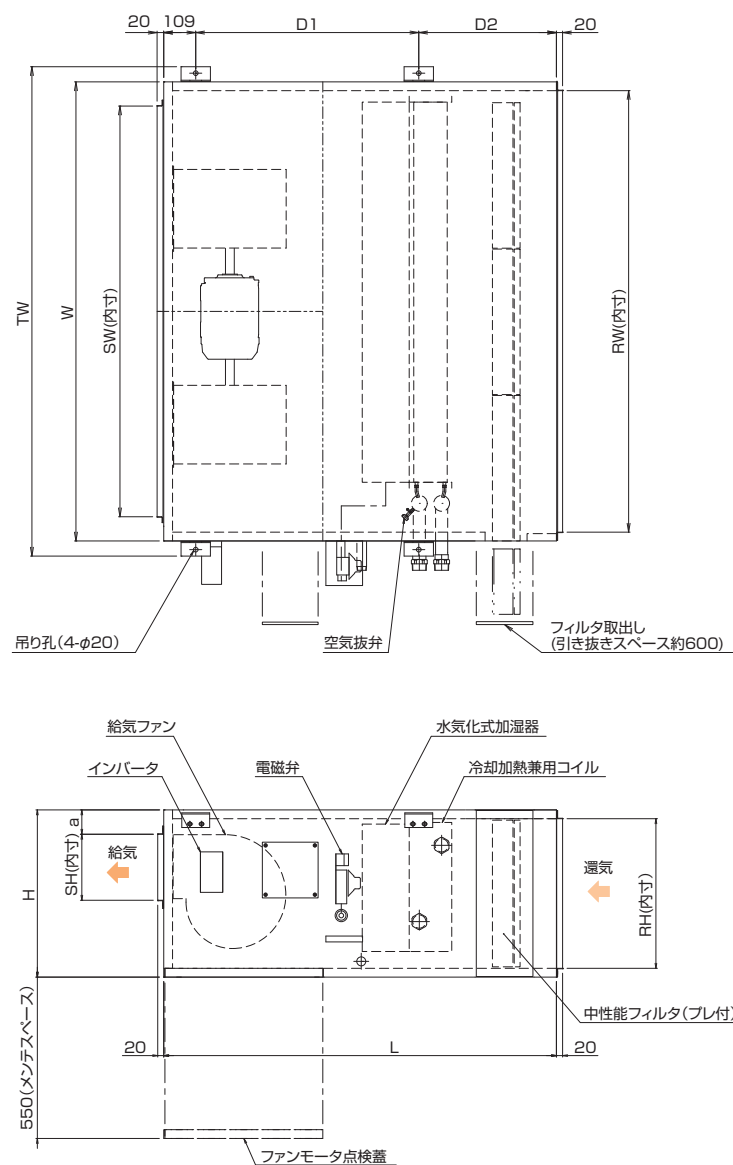 20
109
D1
D2
20
TW
W
SW(内寸)
RW(内寸)
吊り孔(4-φ20)
空気抜弁
フィルタ取出し
(引き抜きスペース約600)
給気ファン
水気化式加湿器
インバータ
電磁弁
冷却加熱兼用コイル
H
a
SH(内寸)
給気
還気
RH(内寸)
中性能フィルタ(プレ付)
20
L
20
550(メンテスペース)
ファンモータ点検蓋